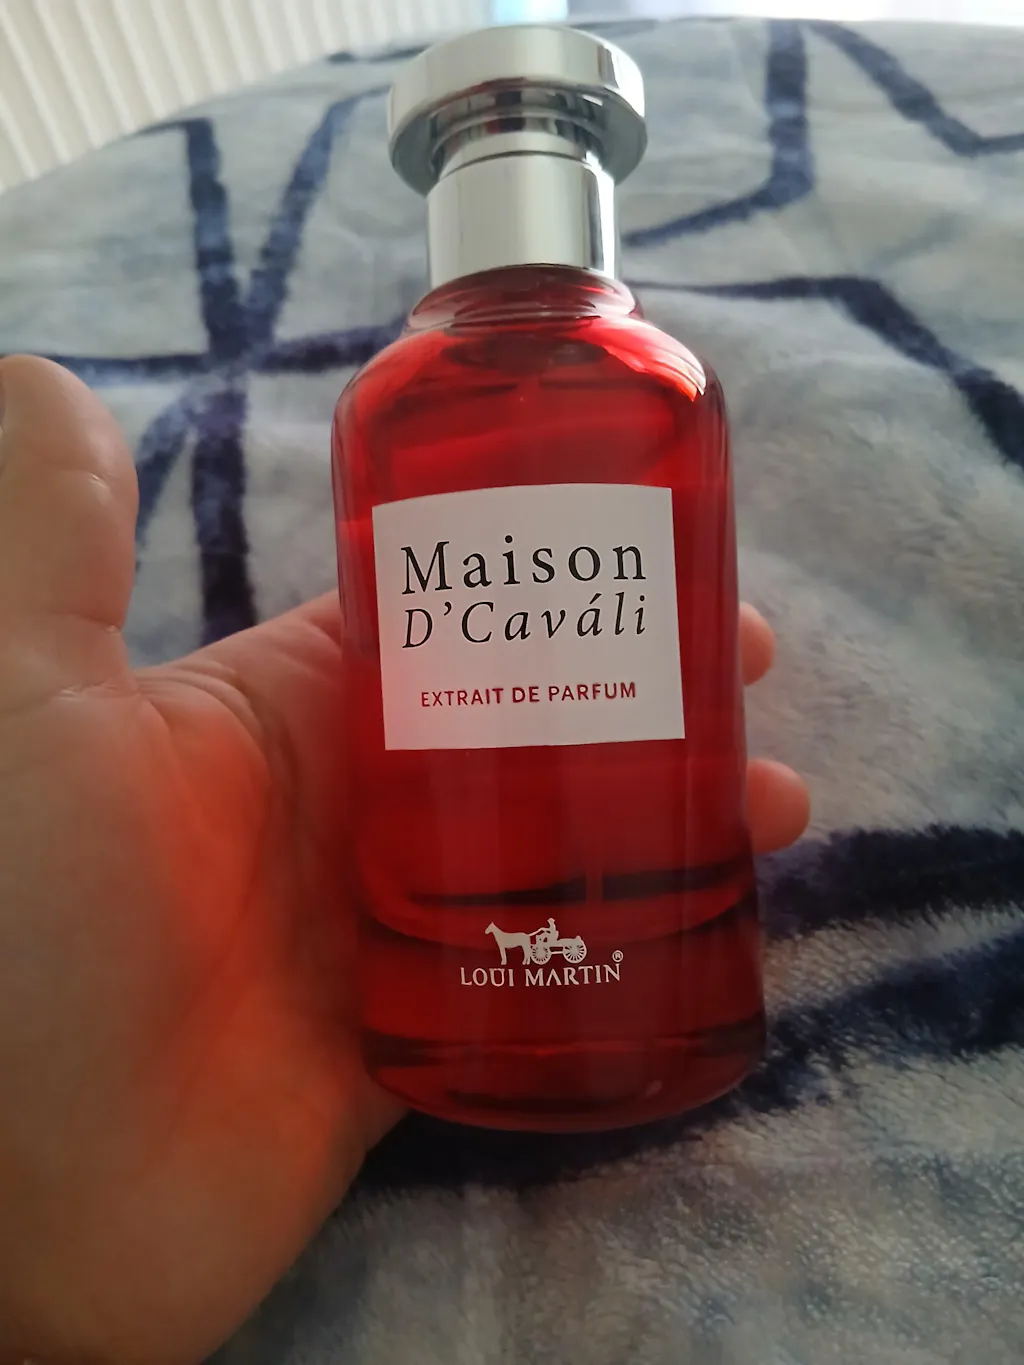 Maison
D'Caváli
EXTRAIT DE PARFUM
LOUI MARTIN®